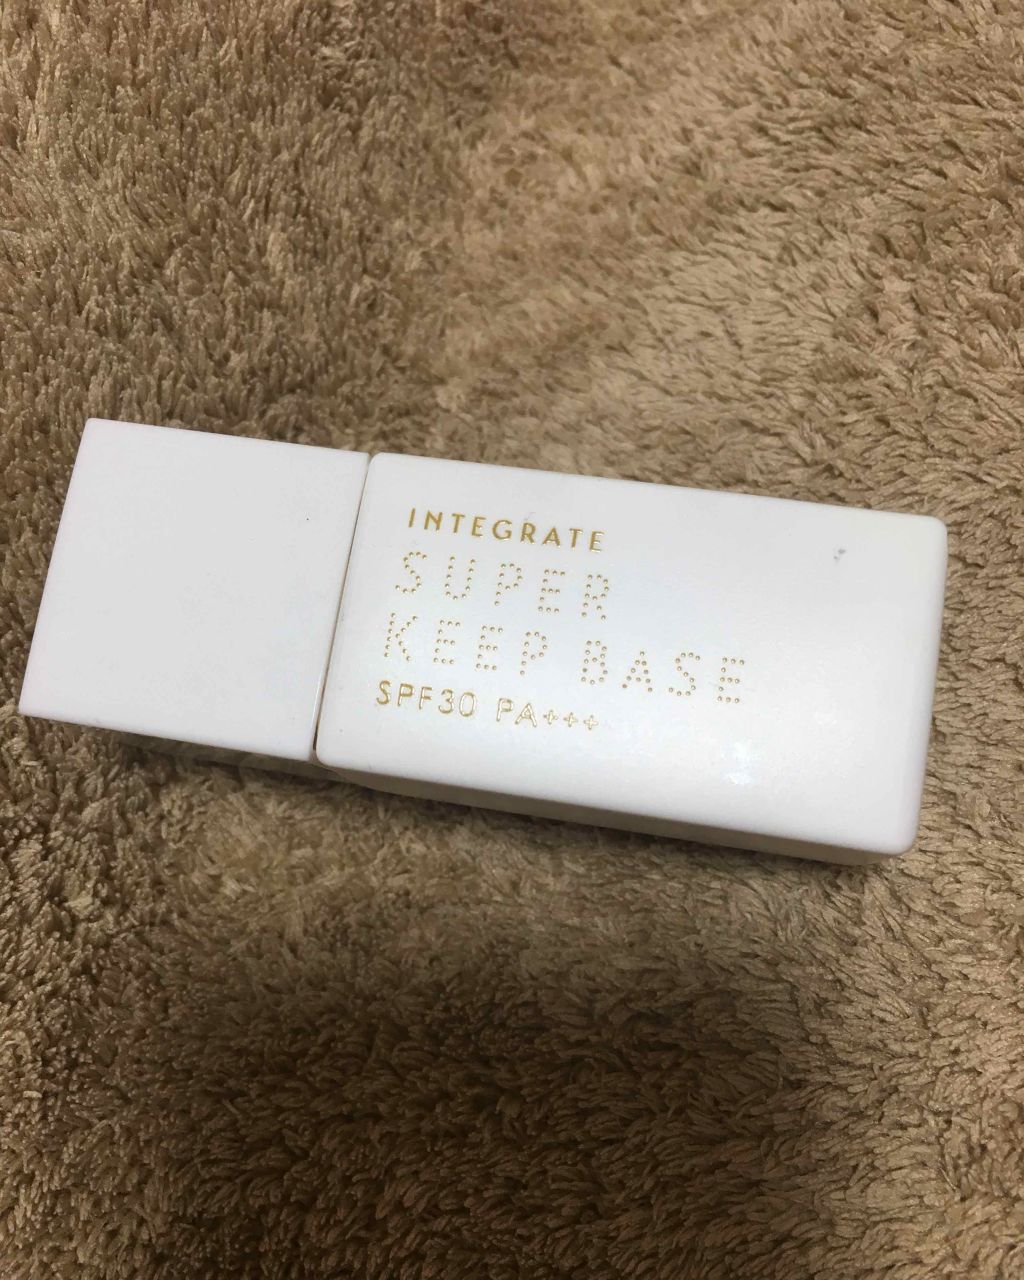 INTEGRATE
SUPER
KEEP BASE
SPF30 PA+++